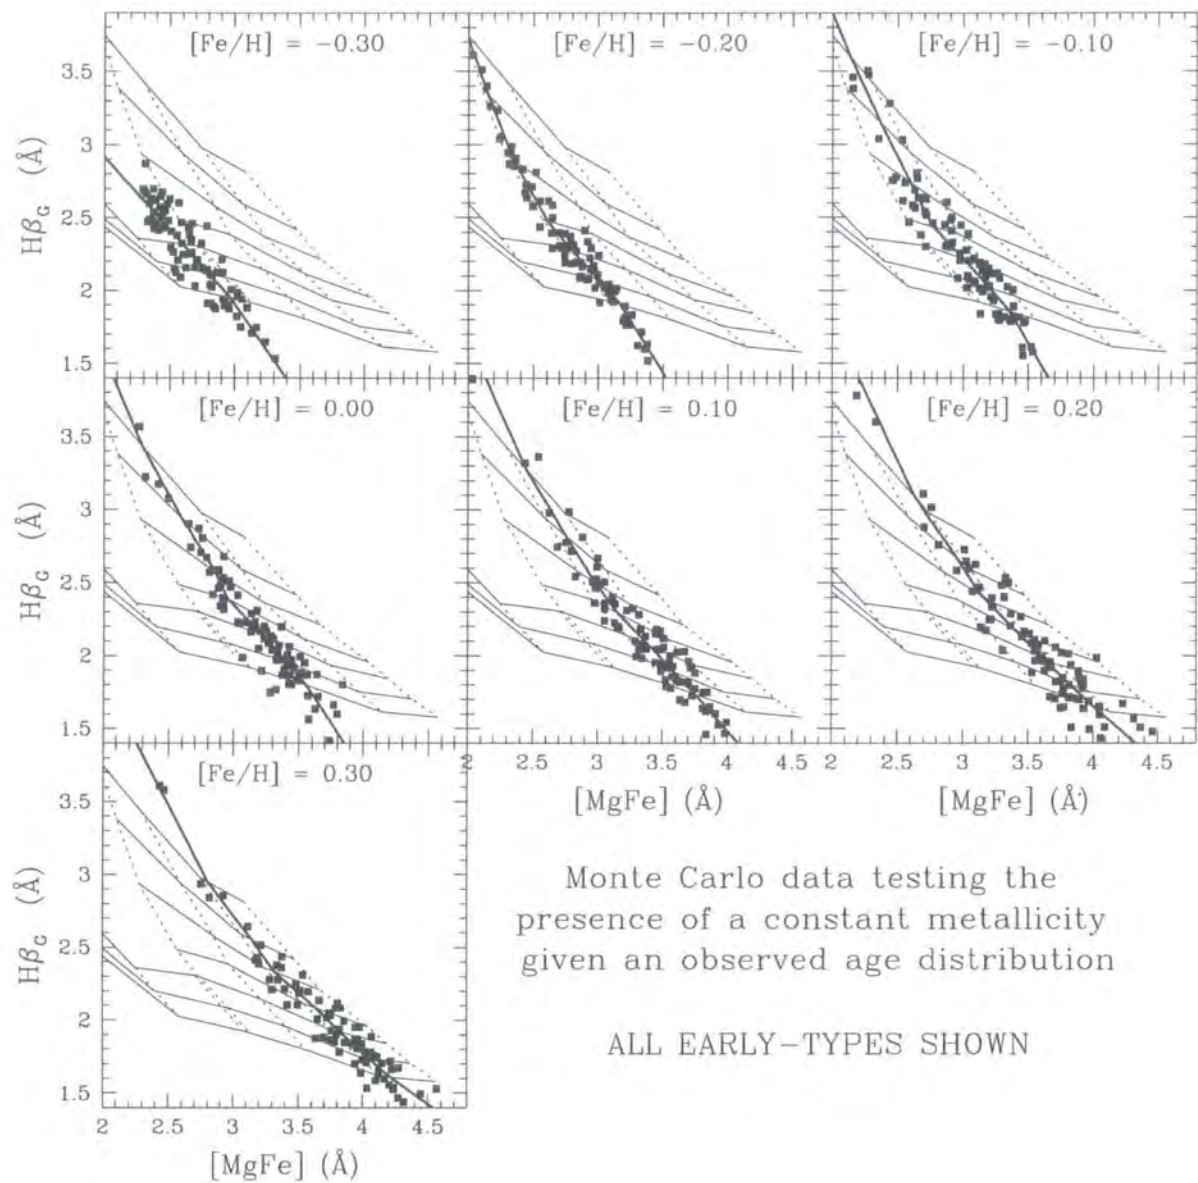 [Fe/H] = −0.30
[Fe/H] = −0.20
[Fe/H] = −0.10
3.5
3
2.5
2
1.5
HβG (Å)
[Fe/H] = 0.00
[Fe/H] = 0.10
[Fe/H] = 0.20
3.5
3
2.5
2
1.5
HβG (Å)
2 2.5 3 3.5 4 4.5
2 2.5 3 3.5 4 4.5
[MgFe] (Å)
[MgFe] (Å)
[Fe/H] = 0.30
3.5
3
2.5
2
1.5
HβG (Å)
2 2.5 3 3.5 4 4.5
[MgFe] (Å)
Monte Carlo data testing the
presence of a constant metallicity
given an observed age distribution
ALL EARLY−TYPES SHOWN